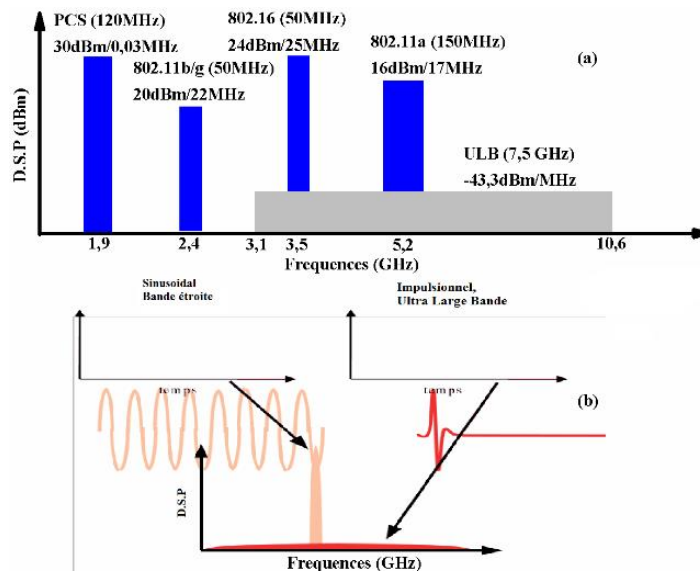 PCS (120MHz)
30dBm/0,03MHz
802.11b/g (50MHz)
20dBm/22MHz
802.16 (50MHz)
24dBm/25MHz
802.11a (150MHz)
16dBm/17MHz
(a)
ULB (7,5 GHz)
-43,3dBm/MHz
D.S.P (dBm)
1,9 2,4 3,1 3,5 5,2 10,6
Frequences (GHz)
Sinusoidal
Bande étroite
Impulsionnel,
Ultra Large Bande
temps
temps
(b)
D.S.P
Frequences (GHz)